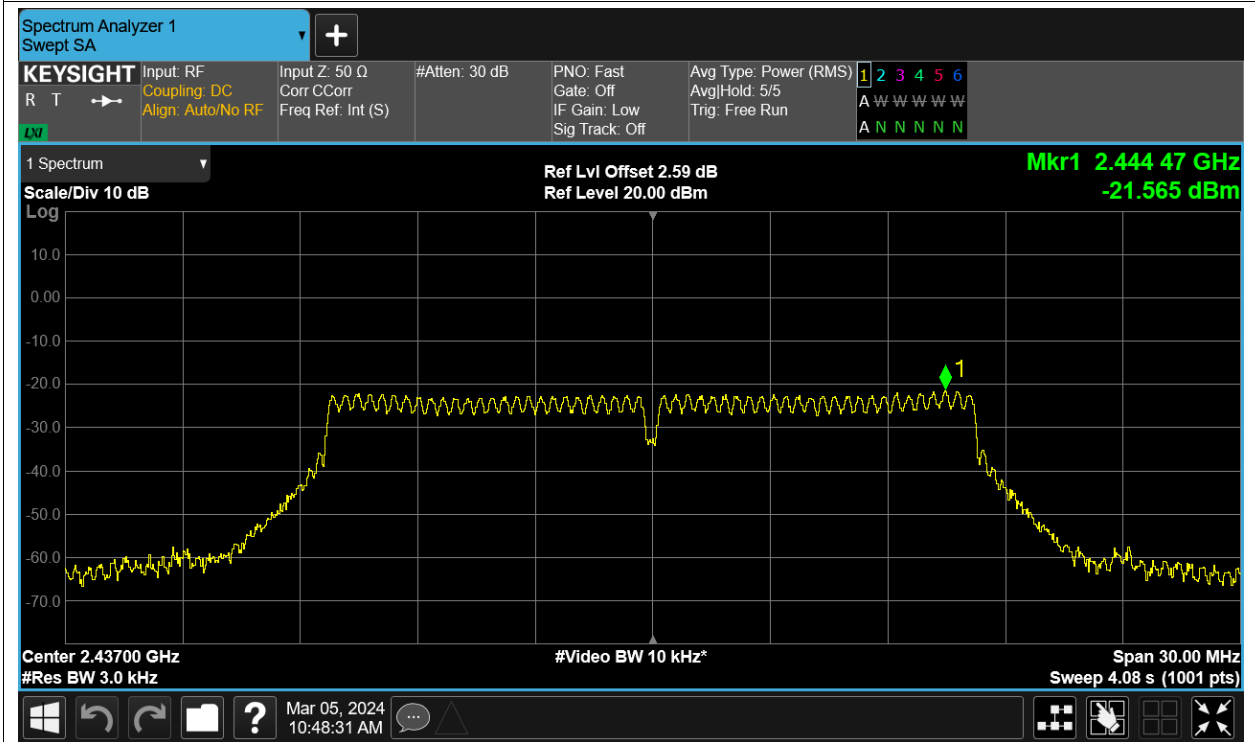 Spectrum Analyzer 1
Swept SA
+
KEYSIGHT
R T
LXI
Input: RF
Coupling: DC
Align: Auto/No RF
Input Z: 50 Ω
Corr CCorr
Freq Ref: Int (S)
#Atten: 30 dB
PNO: Fast
Gate: Off
IF Gain: Low
Sig Track: Off
Avg Type: Power (RMS)
Avg|Hold: 5/5
Trig: Free Run
1 2 3 4 5 6
A W W W W W
A N N N N N
1 Spectrum
Scale/Div 10 dB
Log
Ref Lvl Offset 2.59 dB
Ref Level 20.00 dBm
Mkr1 2.444 47 GHz
-21.565 dBm
10.0
0.00
-10.0
-20.0
-30.0
-40.0
-50.0
-60.0
-70.0
1
Center 2.43700 GHz
#Res BW 3.0 kHz
#Video BW 10 kHz*
Span 30.00 MHz
Sweep 4.08 s (1001 pts)
?
Mar 05, 2024
10:48:31 AM